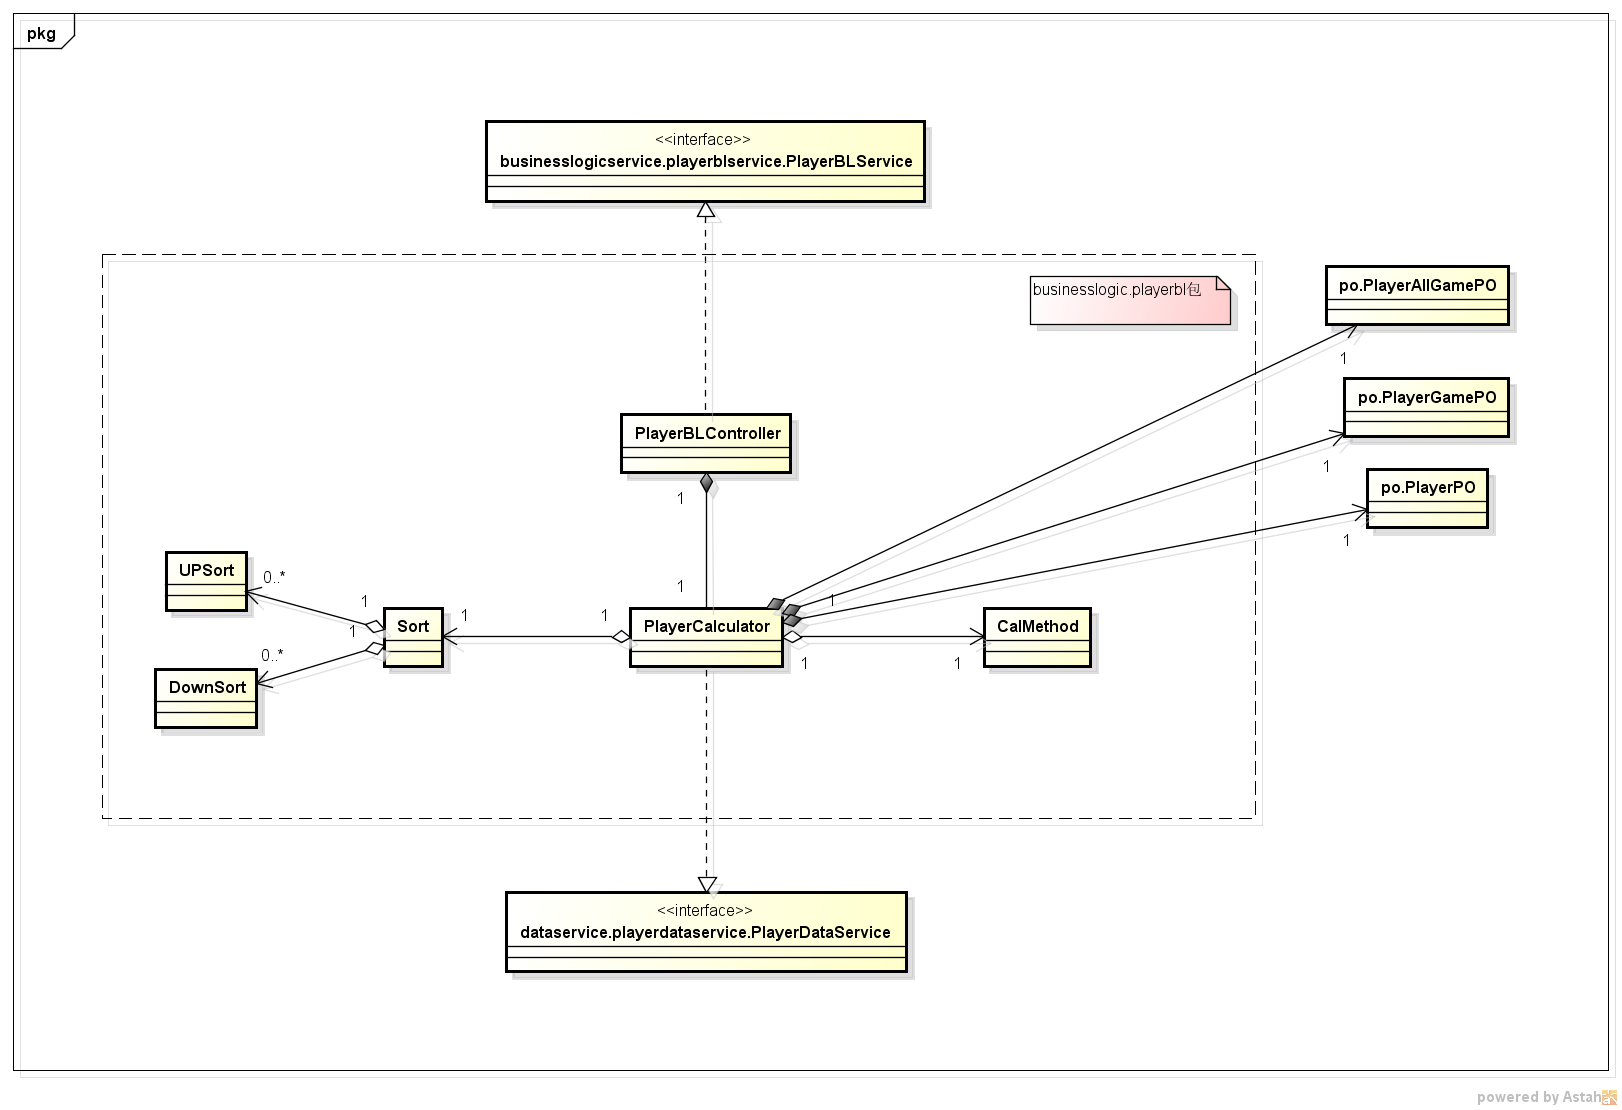 pkg
<<interface>>
businesslogicservice.playerblservice.PlayerBLService
businesslogic.playerbl包
po.PlayerAllGamePO
1
po.PlayerGamePO
1
po.PlayerPO
1
PlayerBLController
1
1
UPSort
0..*
1
1
Sort
1
1
PlayerCalculator
1
1
1
CalMethod
0..*
DownSort
<<interface>>
dataservice.playerdataservice.PlayerDataService
powered by Astah